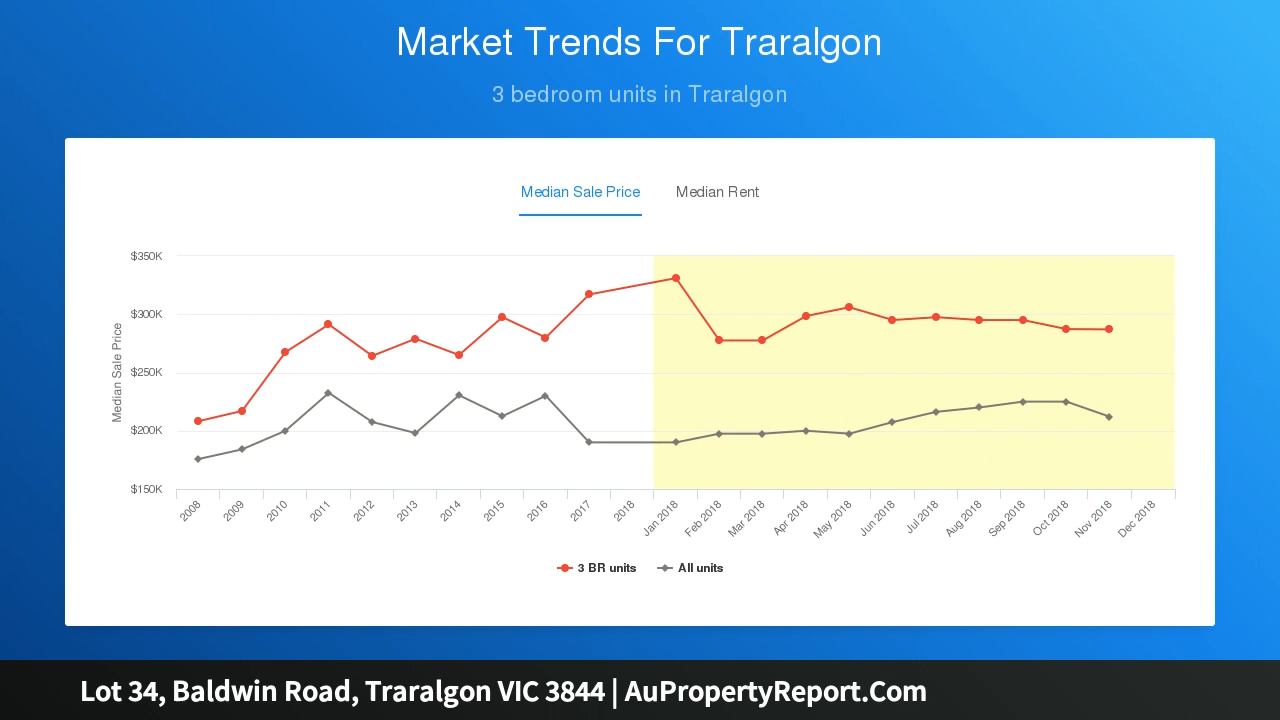 Market Trends For Traralgon
3 bedroom units in Traralgon
Median Sale Price Median Rent
Median Sale Price
$350K
$300K
$250K
$200K
$150K
2008 2009 2010 2011 2012 2013 2014 2015 2016 2017 2018 Jan 2018 Feb 2018 Mar 2018 Apr 2018 May 2018 Jun 2018 Jul 2018 Aug 2018 Sep 2018 Oct 2018 Nov 2018 Dec 2018
3 BR units All units
Lot 34, Baldwin Road, Traralgon VIC 3844 | AuPropertyReport.Com